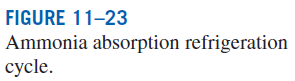 FIGURE 11–23
Ammonia absorption refrigeration
cycle.